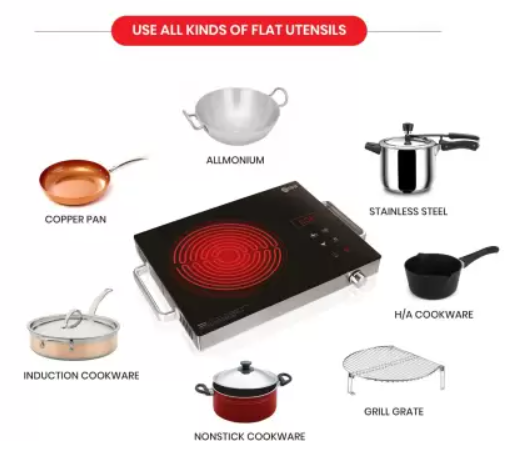 USE ALL KINDS OF FLAT UTENSILS
ALLMONIUM
COPPER PAN
STAINLESS STEEL
H/A COOKWARE
INDUCTION COOKWARE
GRILL GRATE
NONSTICK COOKWARE